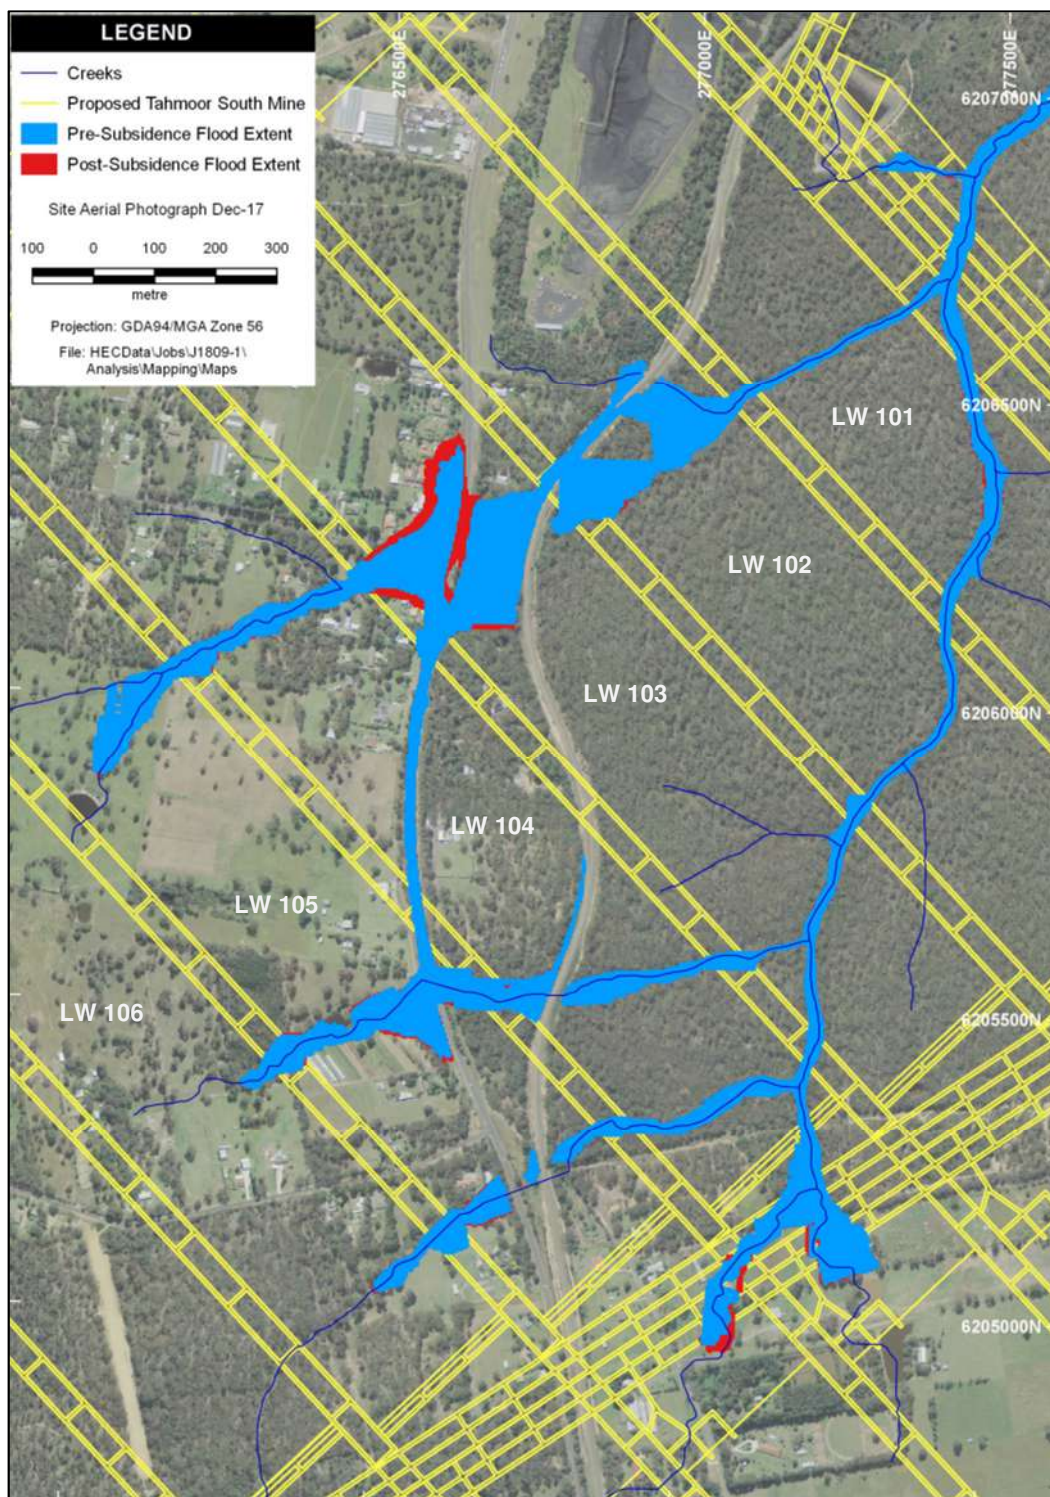 LEGEND
Creeks
Proposed Tahmoor South Mine
Pre-Subsidence Flood Extent
Post-Subsidence Flood Extent
Site Aerial Photograph Dec-17
100 0 100 200 300
metre
Projection: GDA94/MGA Zone 56
File: HECData\Jobs\J1809-1\
Analysis\Mapping\Maps
276500E
277000E
277500E
6207000N
6206500N
LW 101
LW 102
LW 103
6206000N
LW 104
LW 105
LW 106
6205500N
6205000N